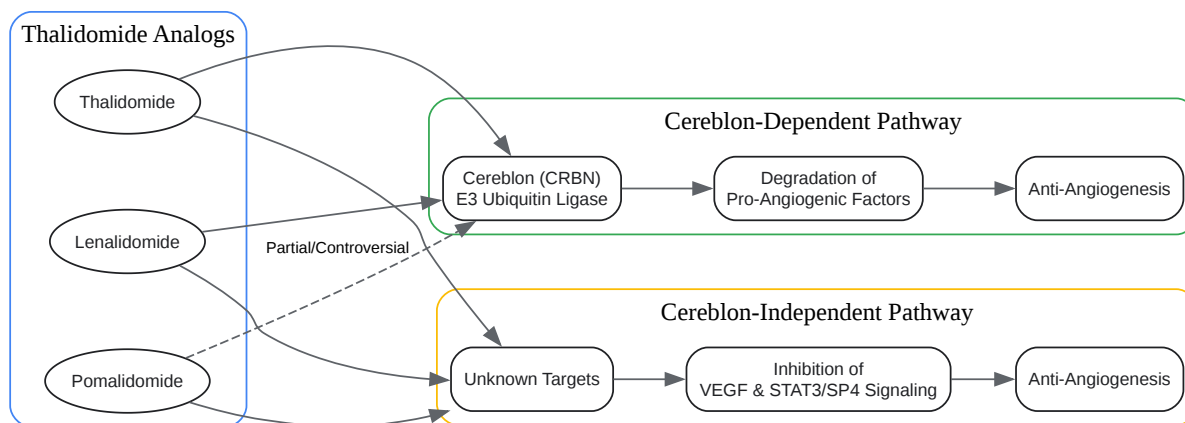 Thalidomide Analogs
Thalidomide
Lenalidomide
Pomalidomide
Partial/Controversial
Cereblon-Dependent Pathway
Cereblon (CRBN)
E3 Ubiquitin Ligase
Degradation of
Pro-Angiogenic Factors
Anti-Angiogenesis
Cereblon-Independent Pathway
Unknown Targets
Inhibition of
VEGF & STAT3/SP4 Signaling
Anti-Angiogenesis